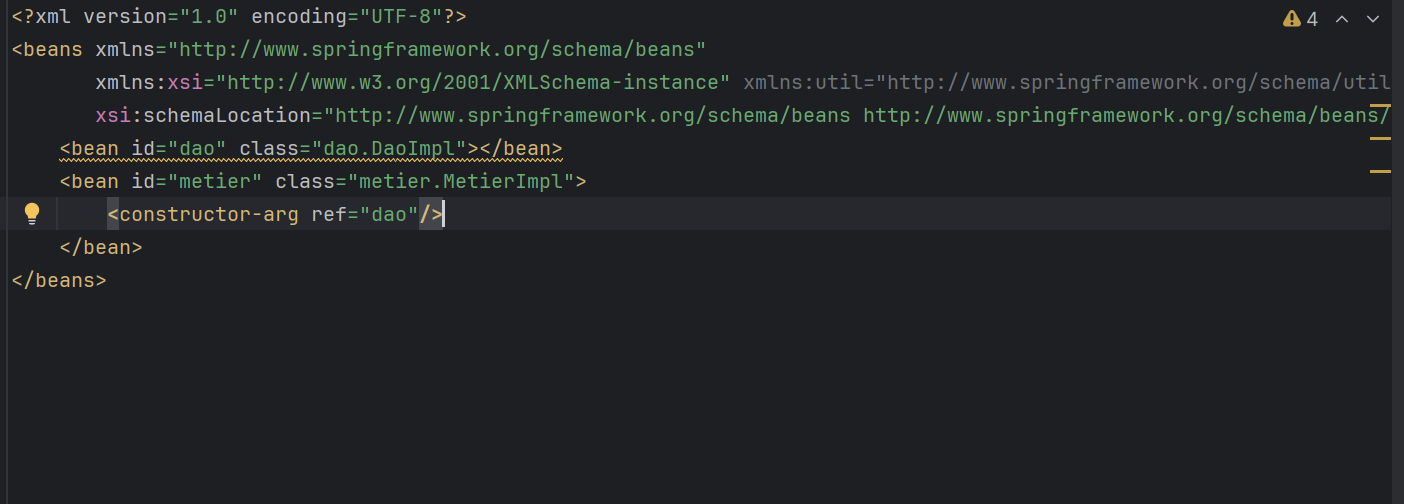 <?xml version="1.0" encoding="UTF-8"?>
4
<beans xmlns="http://www.springframework.org/schema/beans"
xmlns:xsi="http://www.w3.org/2001/XMLSchema-instance" xmlns:util="http://www.springframework.org/schema/util
xsi:schemaLocation="http://www.springframework.org/schema/beans http://www.springframework.org/schema/beans/
<bean id="dao" class="dao.DaoImpl"></bean>
<bean id="metier" class="metier.MetierImpl">
<constructor-arg ref="dao"/>
</bean>
</beans>